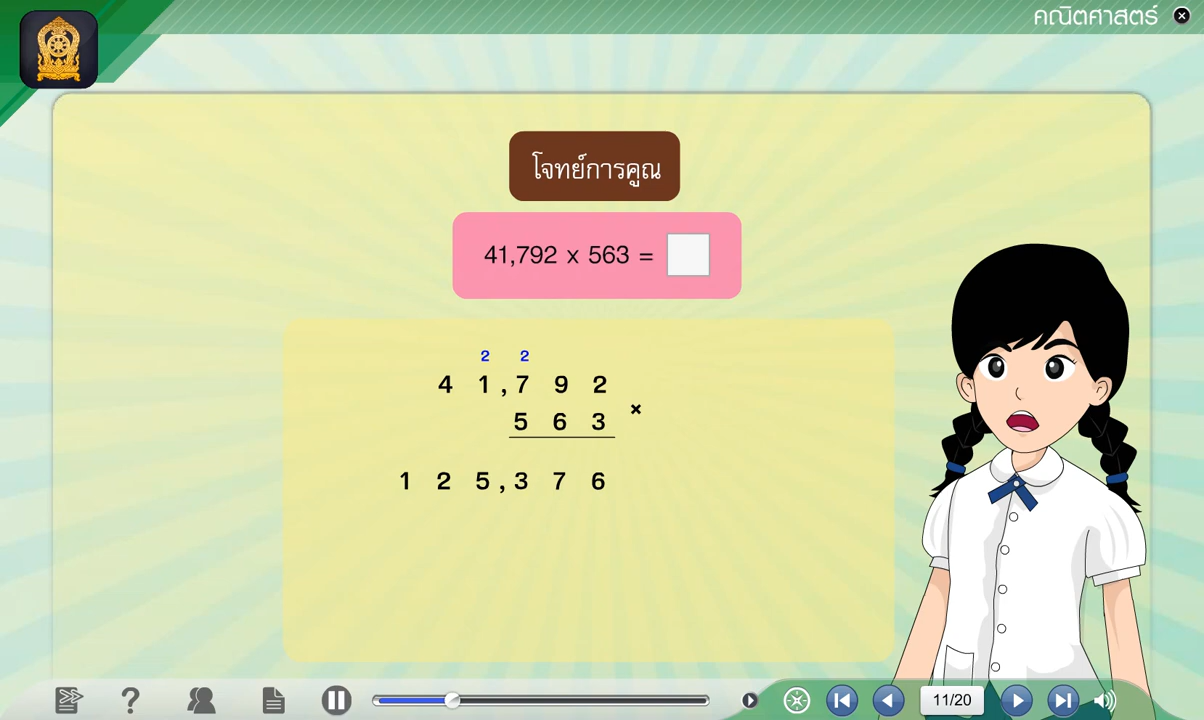 คณิตศาสตร์
โจทย์การคูณ
41,792 x 563 =
2 2
4 1,7 9 2
×
5 6 3
1 2 5,3 7 6
11/20